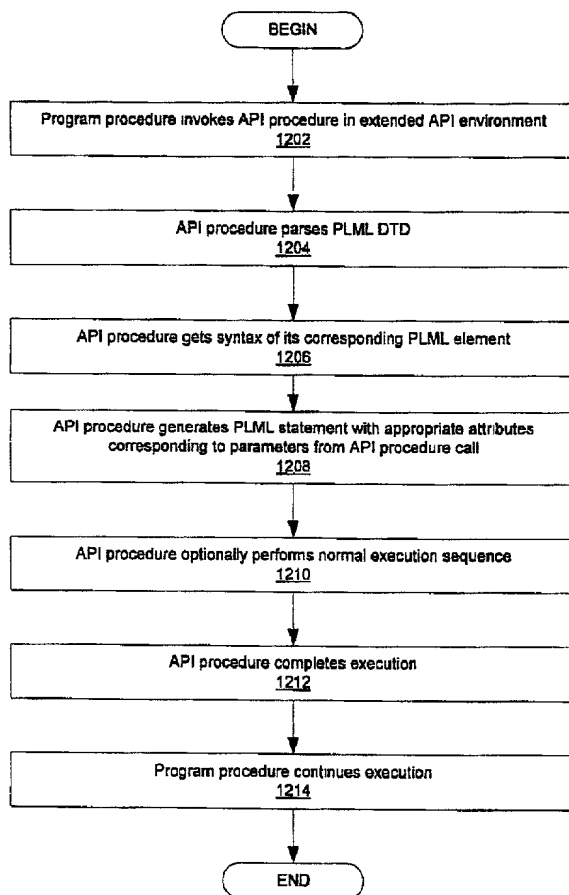 BEGIN
Program procedure invokes API procedure in extended API environment
1202
API procedure parses PLML DTD
1204
API procedure gets syntax of its corresponding PLML element
1206
API procedure generates PLML statement with appropriate attributes
corresponding to parameters from API procedure call
1208
API procedure optionally performs normal execution sequence
1210
API procedure completes execution
1212
Program procedure continues execution
1214
END